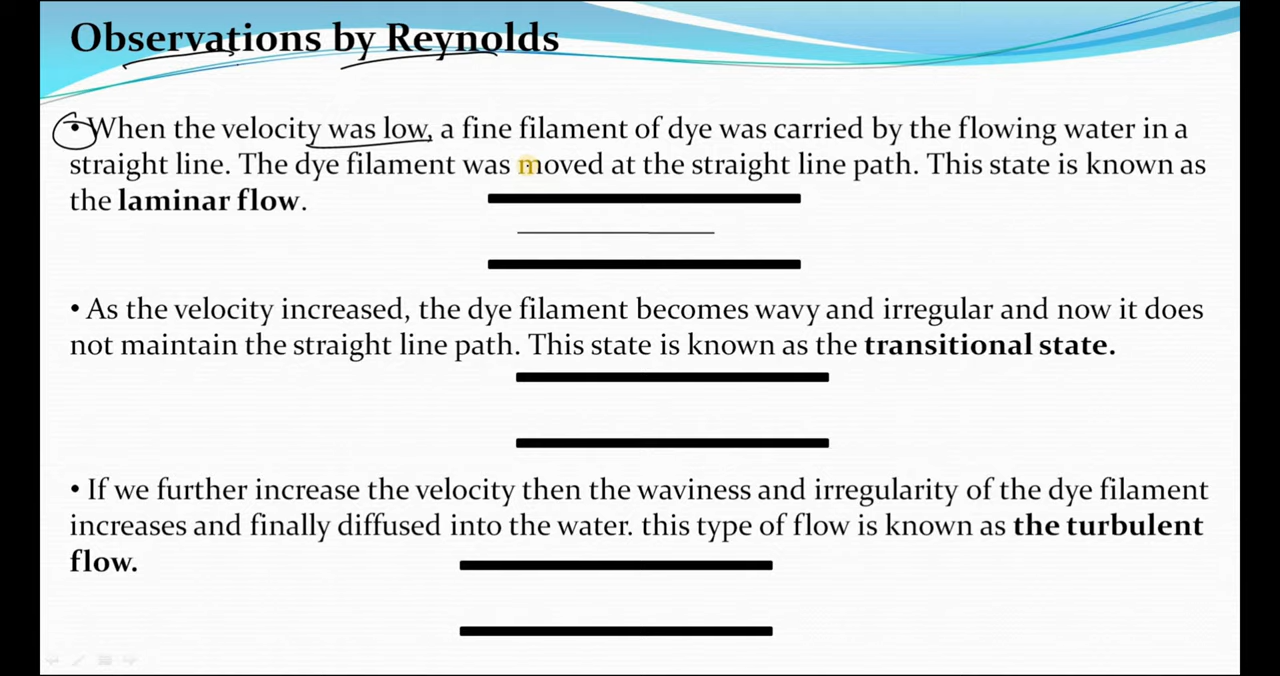 Observations by Reynolds
• When the velocity was low, a fine filament of dye was carried by the flowing water in a
straight line. The dye filament was moved at the straight line path. This state is known as
the laminar flow.
• As the velocity increased, the dye filament becomes wavy and irregular and now it does
not maintain the straight line path. This state is known as the transitional state.
• If we further increase the velocity then the waviness and irregularity of the dye filament
increases and finally diffused into the water. this type of flow is known as the turbulent
flow.